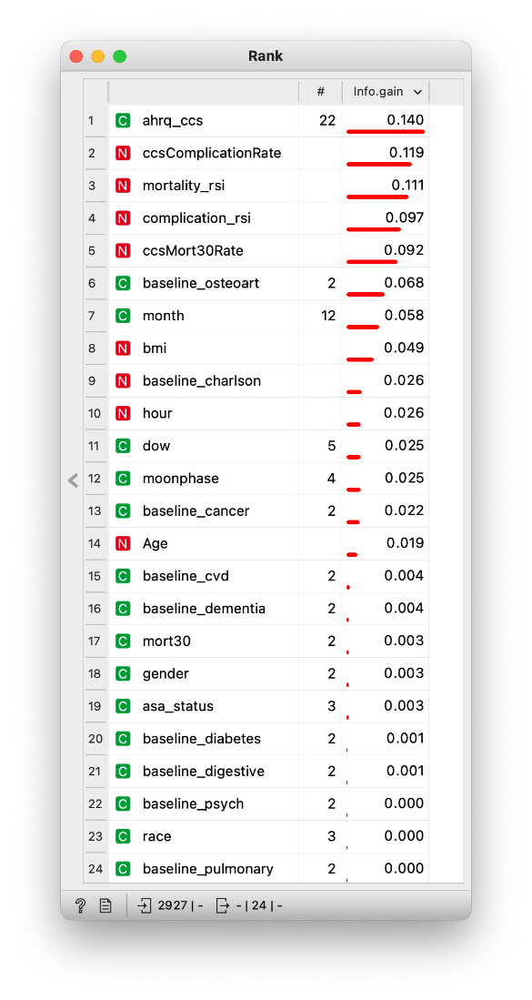 Rank
# Info.gain
1 C ahrq_ccs 22 0.140
2 N ccsComplicationRate 0.119
3 N mortality_rsi 0.111
4 N complication_rsi 0.097
5 N ccsMort30Rate 0.092
6 C baseline_osteoart 2 0.068
7 C month 12 0.058
8 N bmi 0.049
9 N baseline_charlson 0.026
10 N hour 0.026
11 C dow 5 0.025
12 C moonphase 4 0.025
13 C baseline_cancer 2 0.022
14 N Age 0.019
15 C baseline_cvd 2 0.004
16 C baseline_dementia 2 0.004
17 C mort30 2 0.003
18 C gender 2 0.003
19 C asa_status 3 0.003
20 C baseline_diabetes 2 0.001
21 C baseline_digestive 2 0.001
22 C baseline_psych 2 0.000
23 C race 3 0.000
24 C baseline_pulmonary 2 0.000
? 2927 | - - | 24 | -